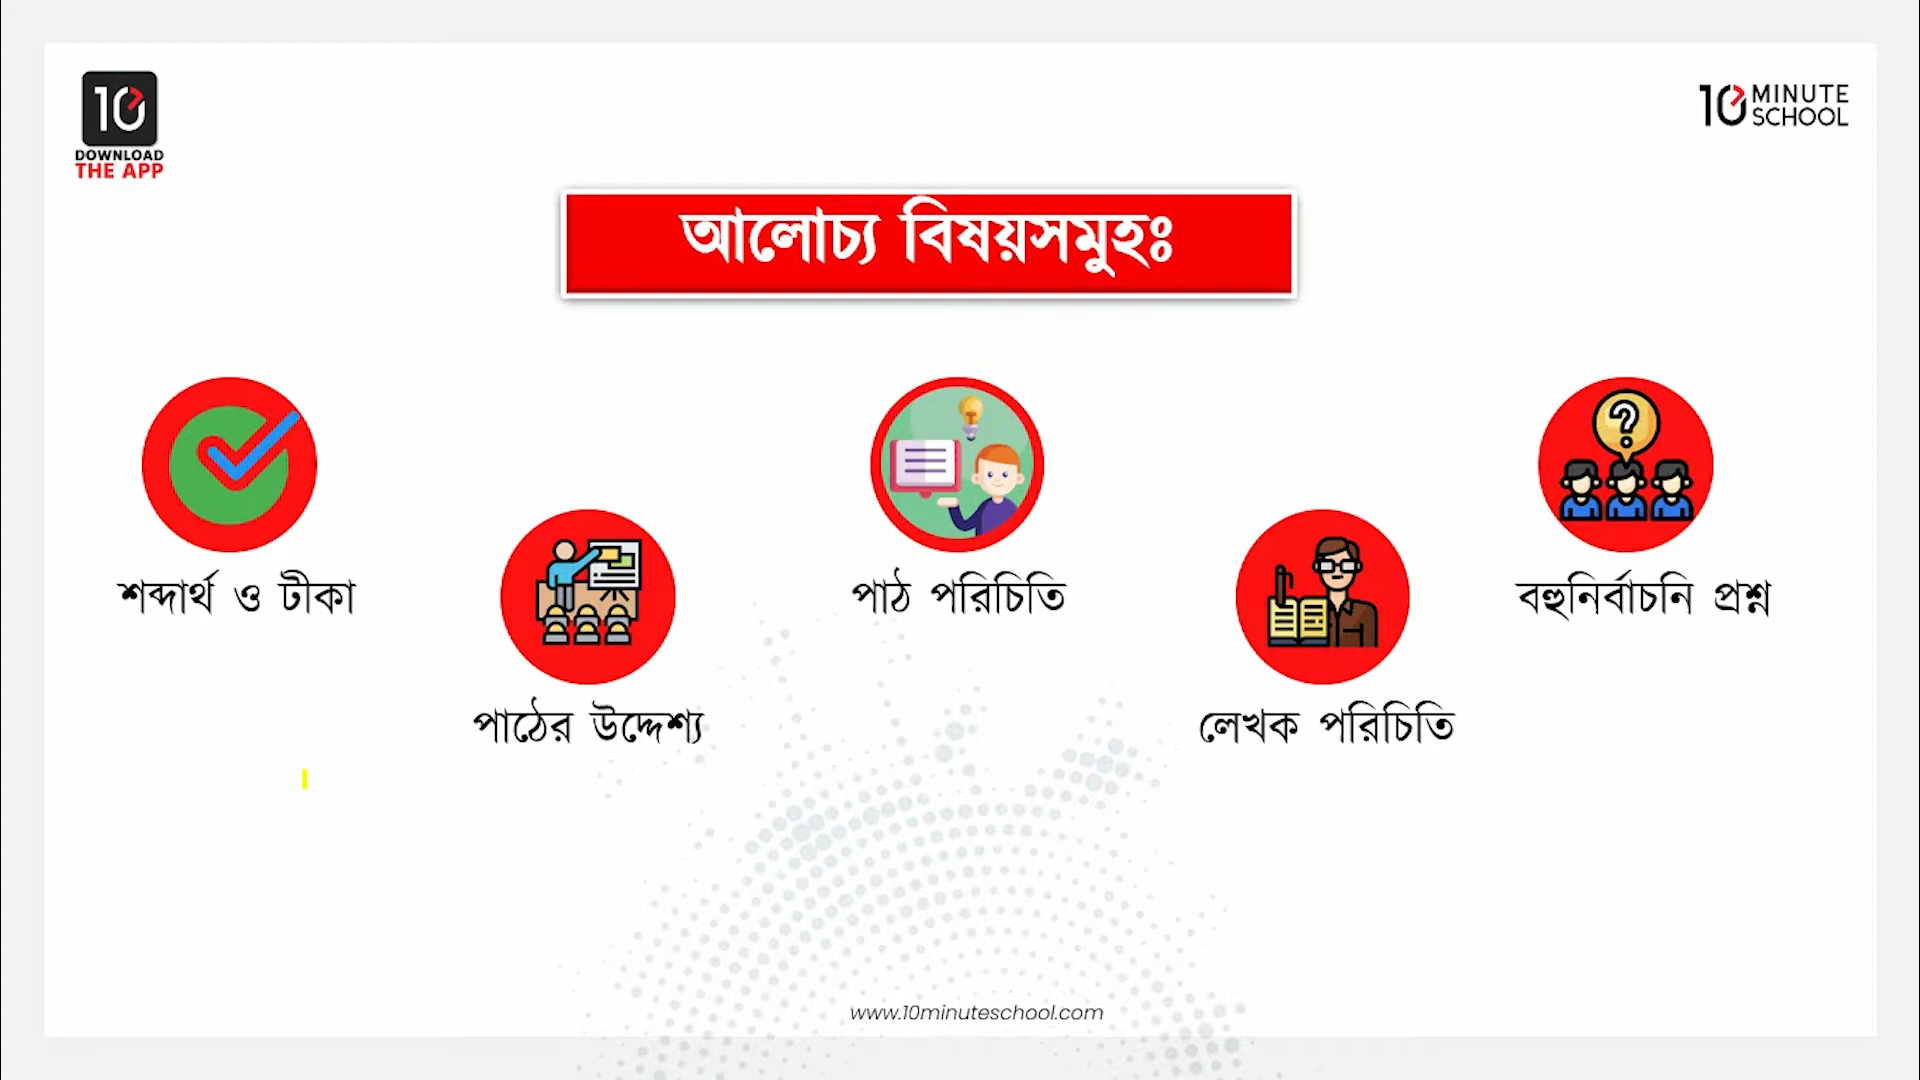 10
DOWNLOAD
THE APP
10 MINUTE
SCHOOL
আলোচ্য বিষয়সমুহঃ
শব্দার্থ ও টীকা
পাঠের উদ্দেশ্য
পাঠ পরিচিতি
লেখক পরিচিতি
বহুনির্বাচনি প্রশ্ন
www.10minuteschool.com